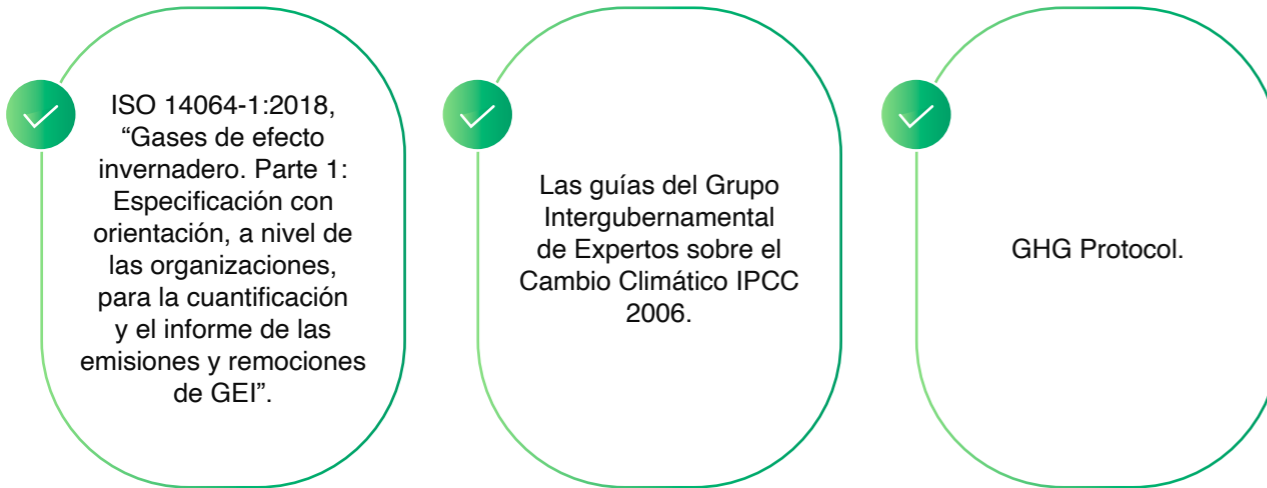 ISO 14064-1:2018,
“Gases de efecto
invernadero. Parte 1:
Especificación con
orientación, a nivel de
las organizaciones,
para la cuantificación
y el informe de las
emisiones y remociones
de GEI”.
Las guías del Grupo
Intergubernamental
de Expertos sobre el
Cambio Climático IPCC
2006.
GHG Protocol.